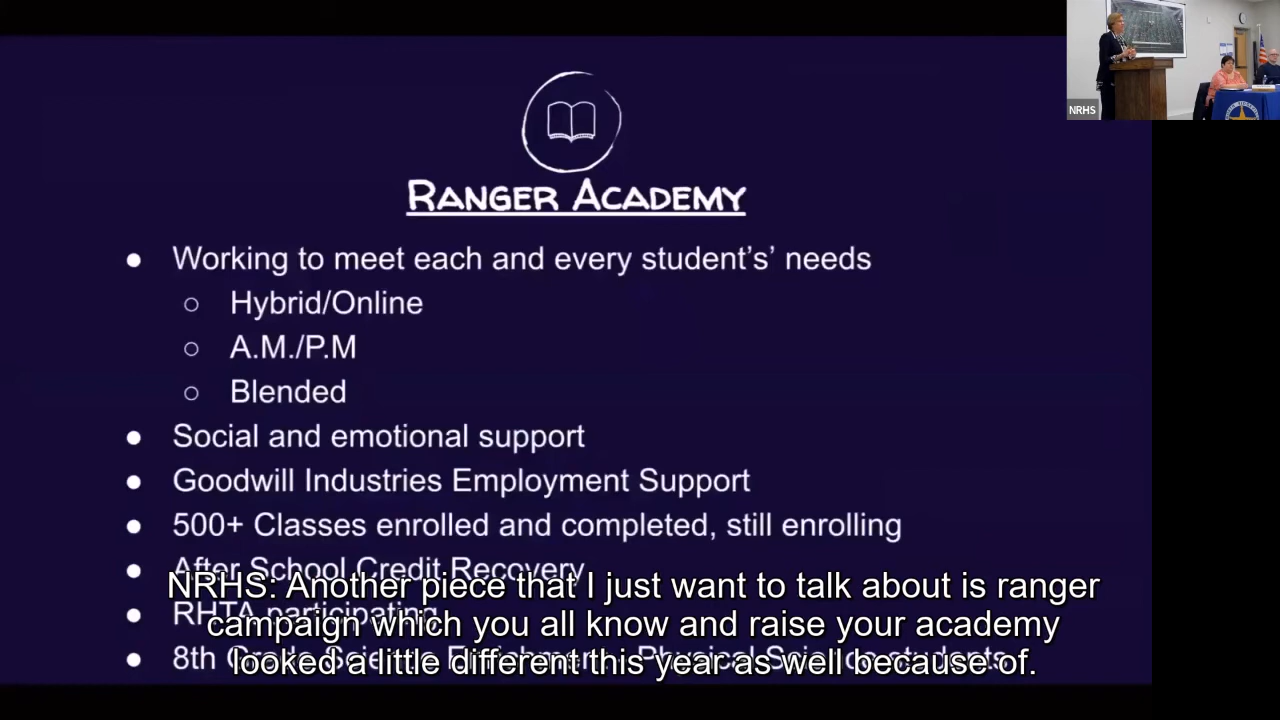 NRHS
RANGER ACADEMY
● Working to meet each and every student's' needs
○ Hybrid/Online
○ A.M./P.M
○ Blended
● Social and emotional support
● Goodwill Industries Employment Support
● 500+ Classes enrolled and completed, still enrolling
● After School Credit Recovery
● RHTA participating
● 8th Grade Science Enrichment Physical Science students
NRHS: Another piece that I just want to talk about is ranger
campaign which you all know and raise your academy
looked a little different this year as well because of.